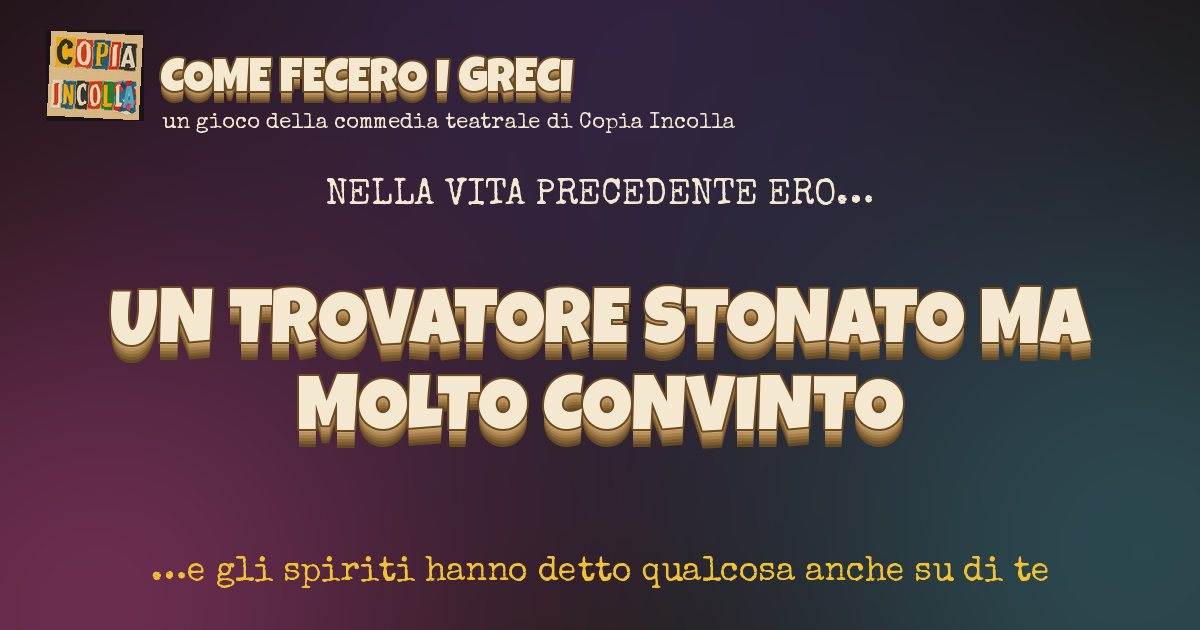 COPIA
INCOLLA
COME FECERO I GRECI
un gioco della commedia teatrale di Copia Incolla
NELLA VITA PRECEDENTE ERO...
UN TROVATORE STONATO MA
MOLTO CONVINTO
...e gli spiriti hanno detto qualcosa anche su di te